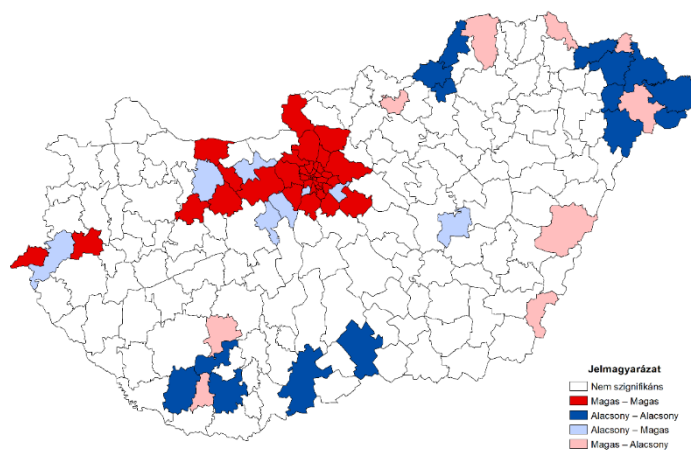 Jelmagyarázat
Nem szignifikáns
Magas – Magas
Alacsony – Alacsony
Alacsony – Magas
Magas – Alacsony